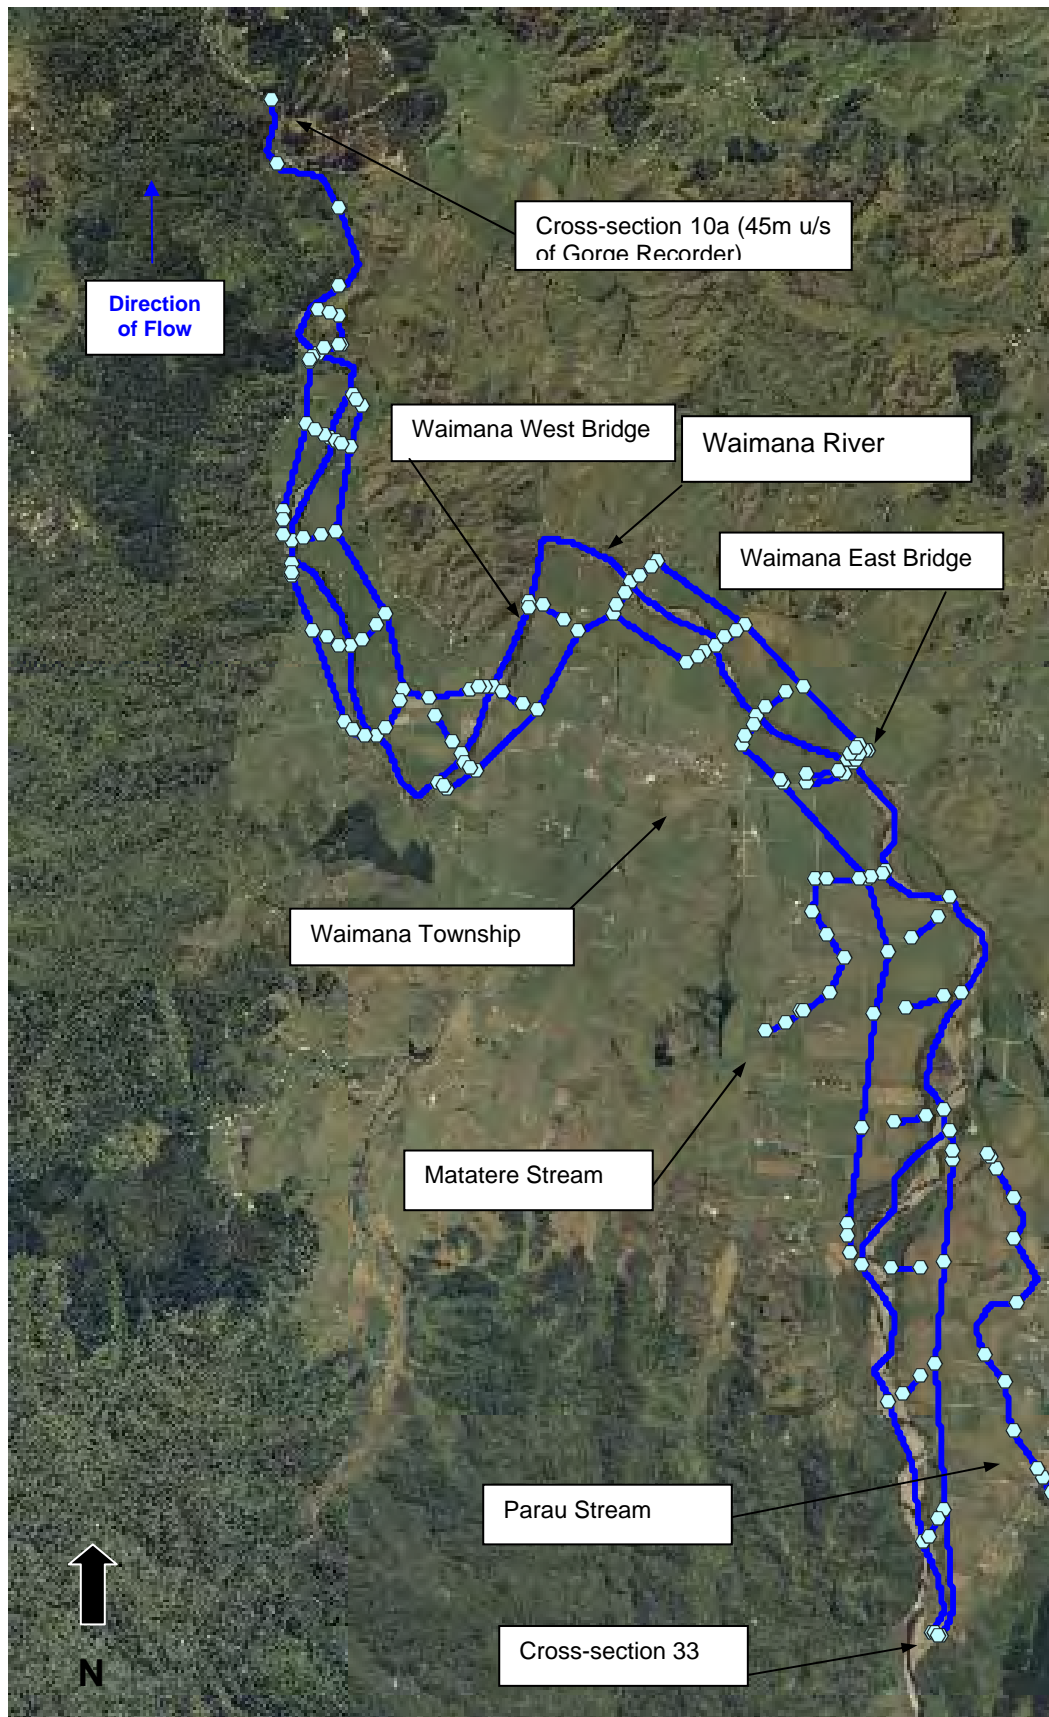 Cross-section 10a (45m u/s
of Gorge Recorder)
Direction
of Flow
Waimana West Bridge
Waimana River
Waimana East Bridge
Waimana Township
Matatere Stream
Parau Stream
N
Cross-section 33